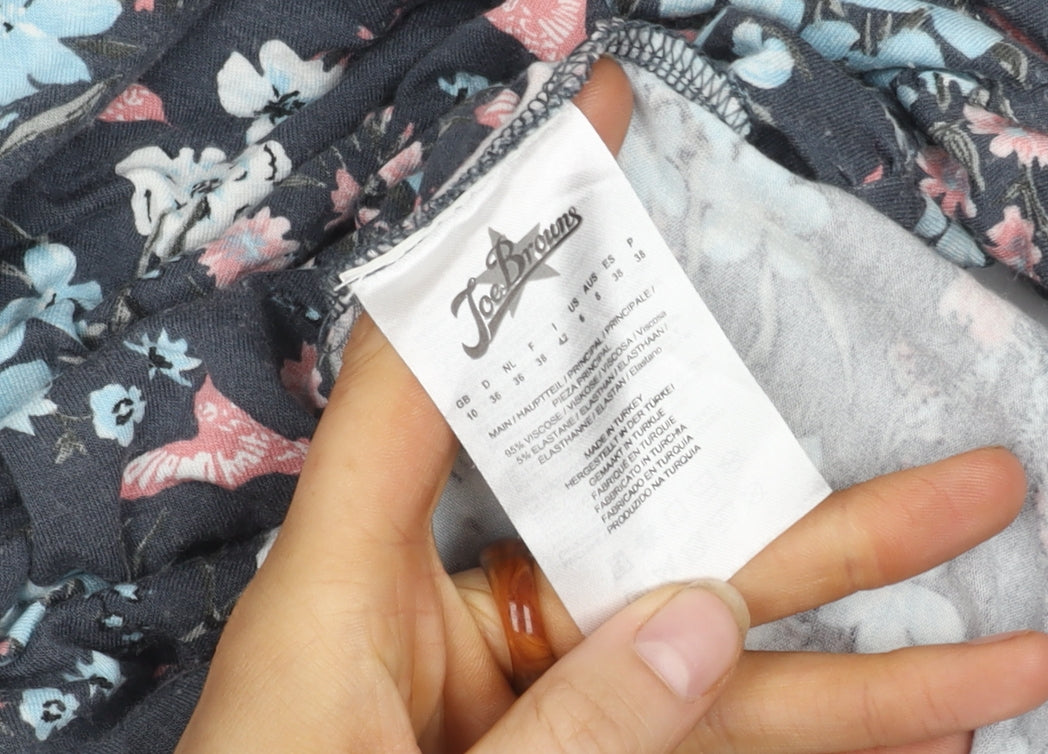 Joe Browns
GB D NL F I US AUS ES P
10 36 36 38 42 6 6 38 38
MAIN / HAUPTTEIL / PRINCIPAL / PRINCIPALE /
PIEZA PRINCIPAL
95% VISCOSE / VISKOSE / VISCOSA / Viscosa
5% ELASTANE / ELASTHAN / ELASTHAAN /
ELASTHANNE / ELASTAN / Elastano
MADE IN TURKEY
HERGESTELLT IN DER TÜRKEI
GEMAAKT IN TURKIJE
FABRIQUÉ EN TURQUIE
FABBRICATO IN TURCHIA
FABRICADO EN TURQUIA
PRODUZIDO NA TURQUIA